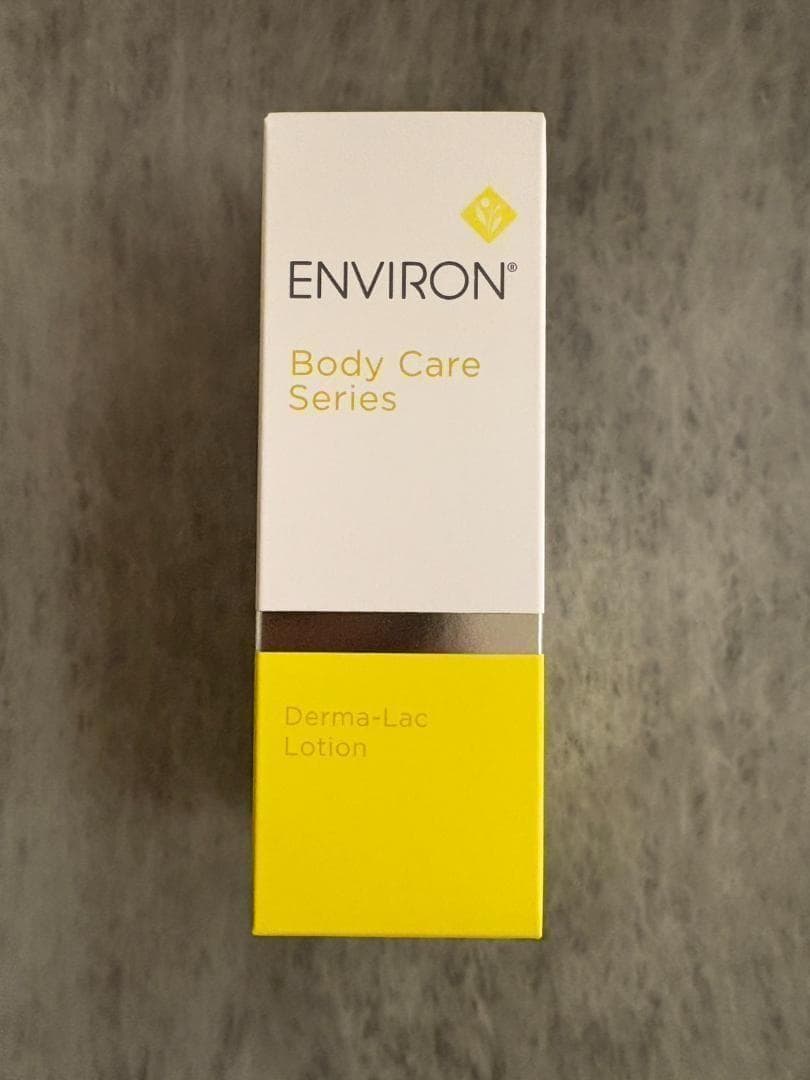 ENVIRON®
Body Care
Series
Derma-Lac
Lotion